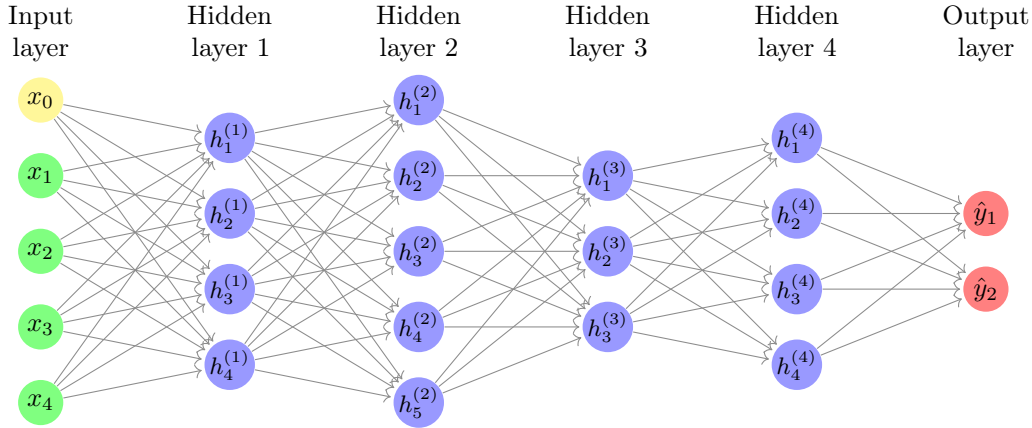 Input layer
Hidden layer 1
Hidden layer 2
Hidden layer 3
Hidden layer 4
Output layer
x₀
x₁
x₂
x₃
x₄
h₁⁽¹⁾
h₂⁽¹⁾
h₃⁽¹⁾
h₄⁽¹⁾
h₁⁽²⁾
h₂⁽²⁾
h₃⁽²⁾
h₄⁽²⁾
h₅⁽²⁾
h₁⁽³⁾
h₂⁽³⁾
h₃⁽³⁾
h₁⁽⁴⁾
h₂⁽⁴⁾
h₃⁽⁴⁾
h₄⁽⁴⁾
ŷ₁
ŷ₂